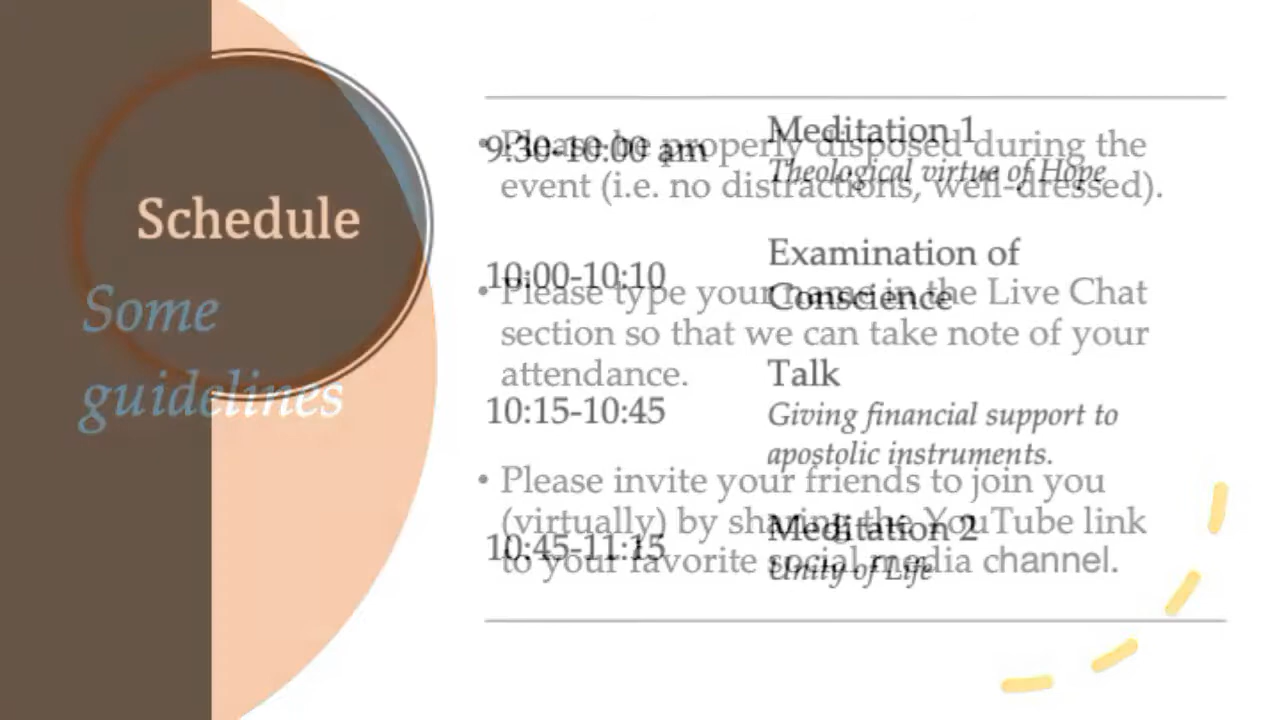 Schedule
9:30-10:00 am
Meditation 1
Theological virtue of Hope
10:00-10:10
Examination of
Conscience
10:15-10:45
Talk
Giving financial support to
apostolic instruments.
10:45-11:15
Meditation 2
Unity of Life
Some
guidelines
• Please be properly disposed during the
event (i.e. no distractions, well-dressed).
• Please type your name in the Live Chat
section so that we can take note of your
attendance.
• Please invite your friends to join you
(virtually) by sharing the YouTube link
to your favorite social media channel.